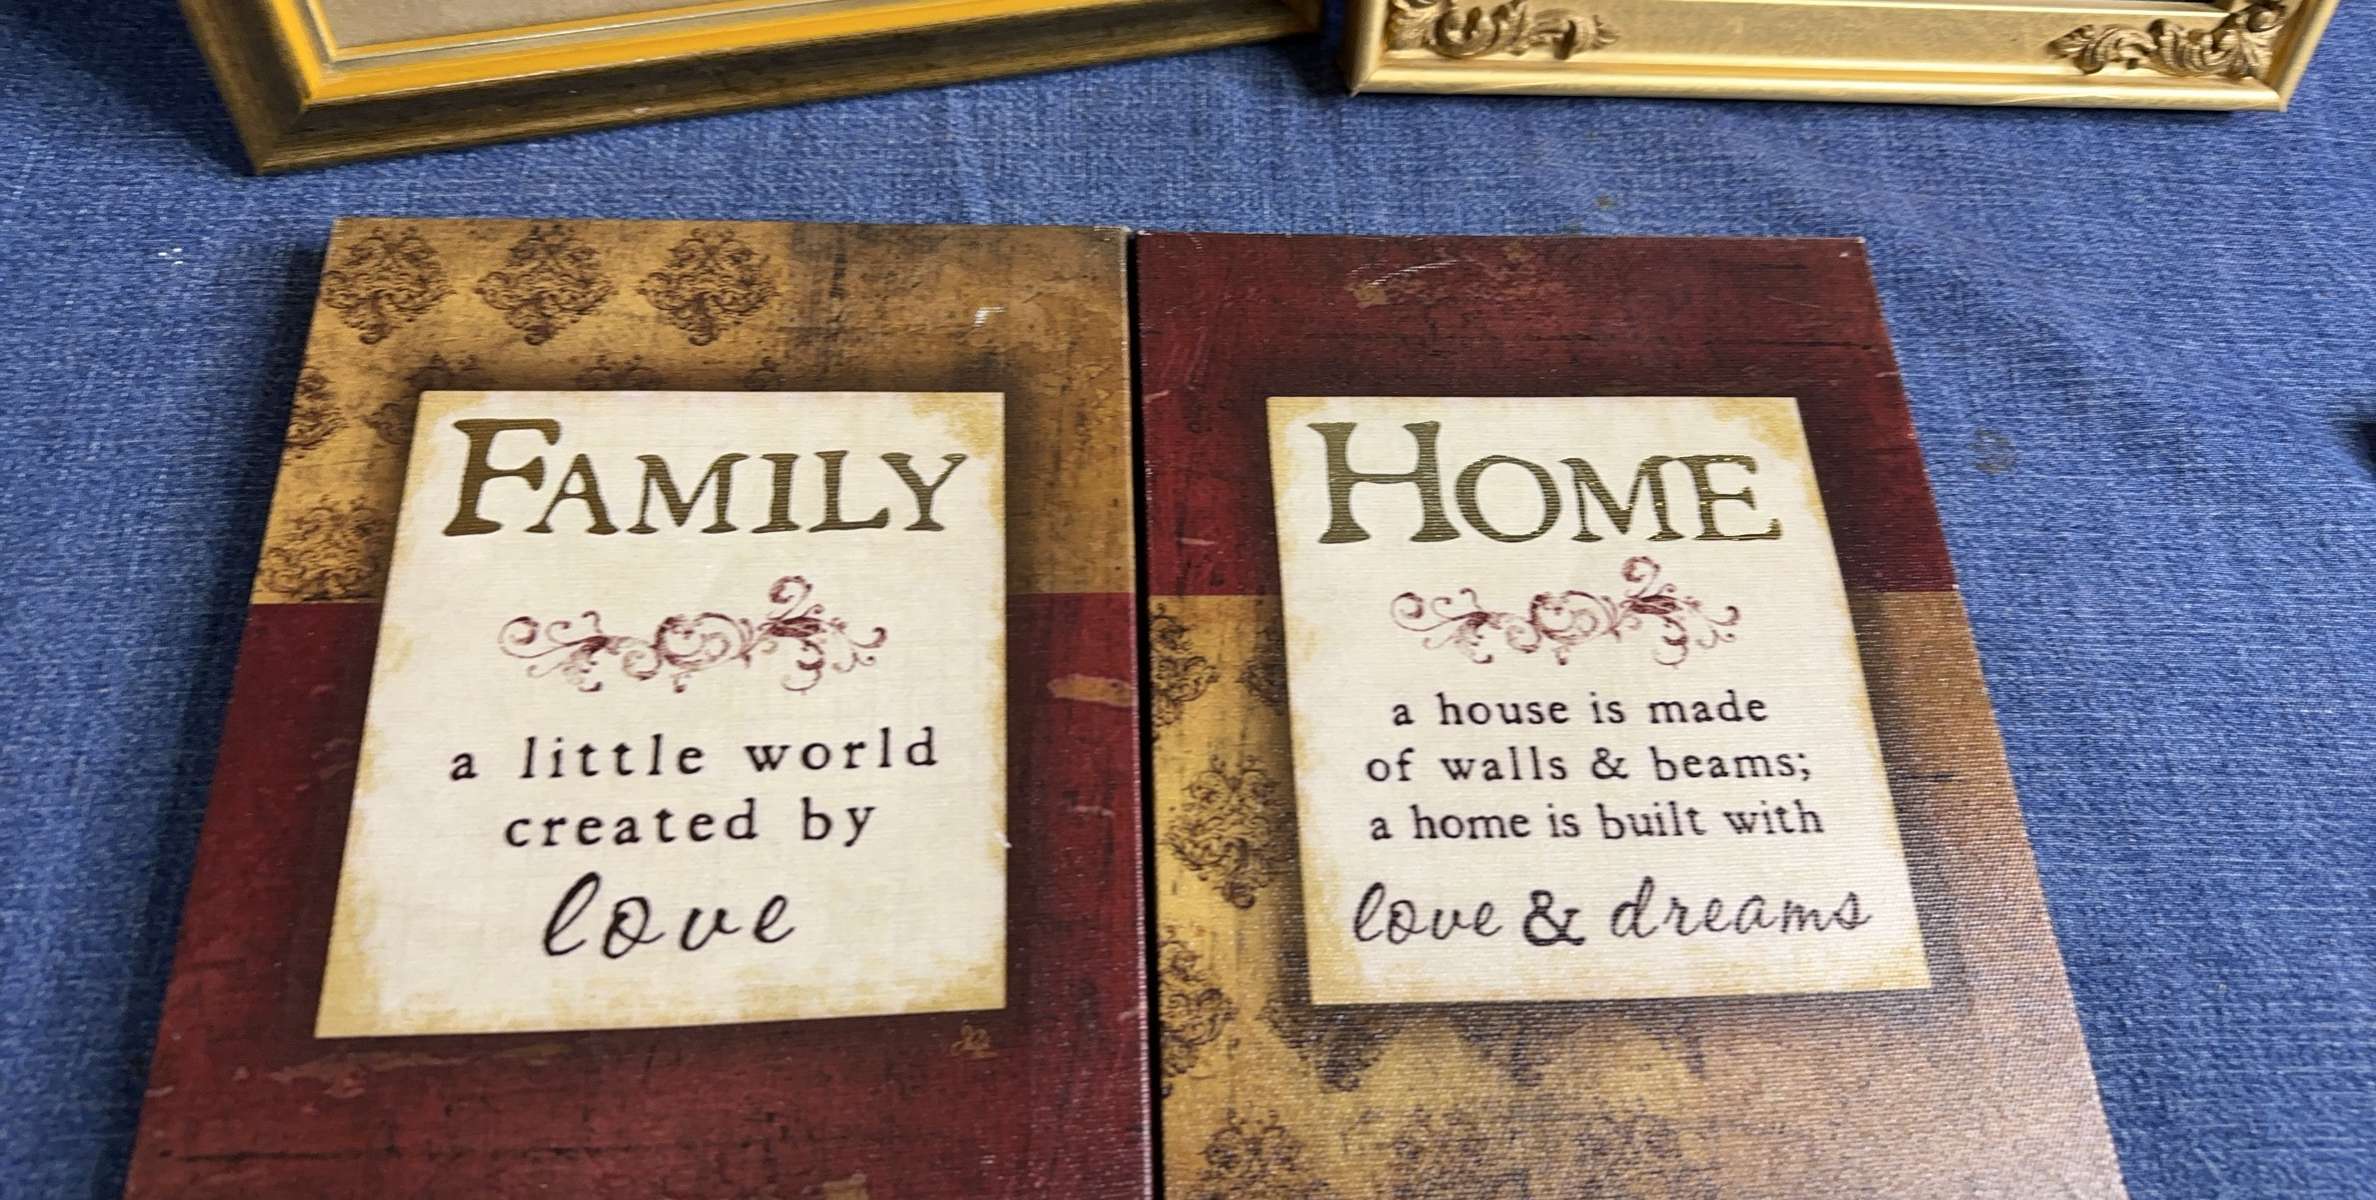 FAMILY
a little world
created by
love
HOME
a house is made
of walls & beams;
a home is built with
love & dreams